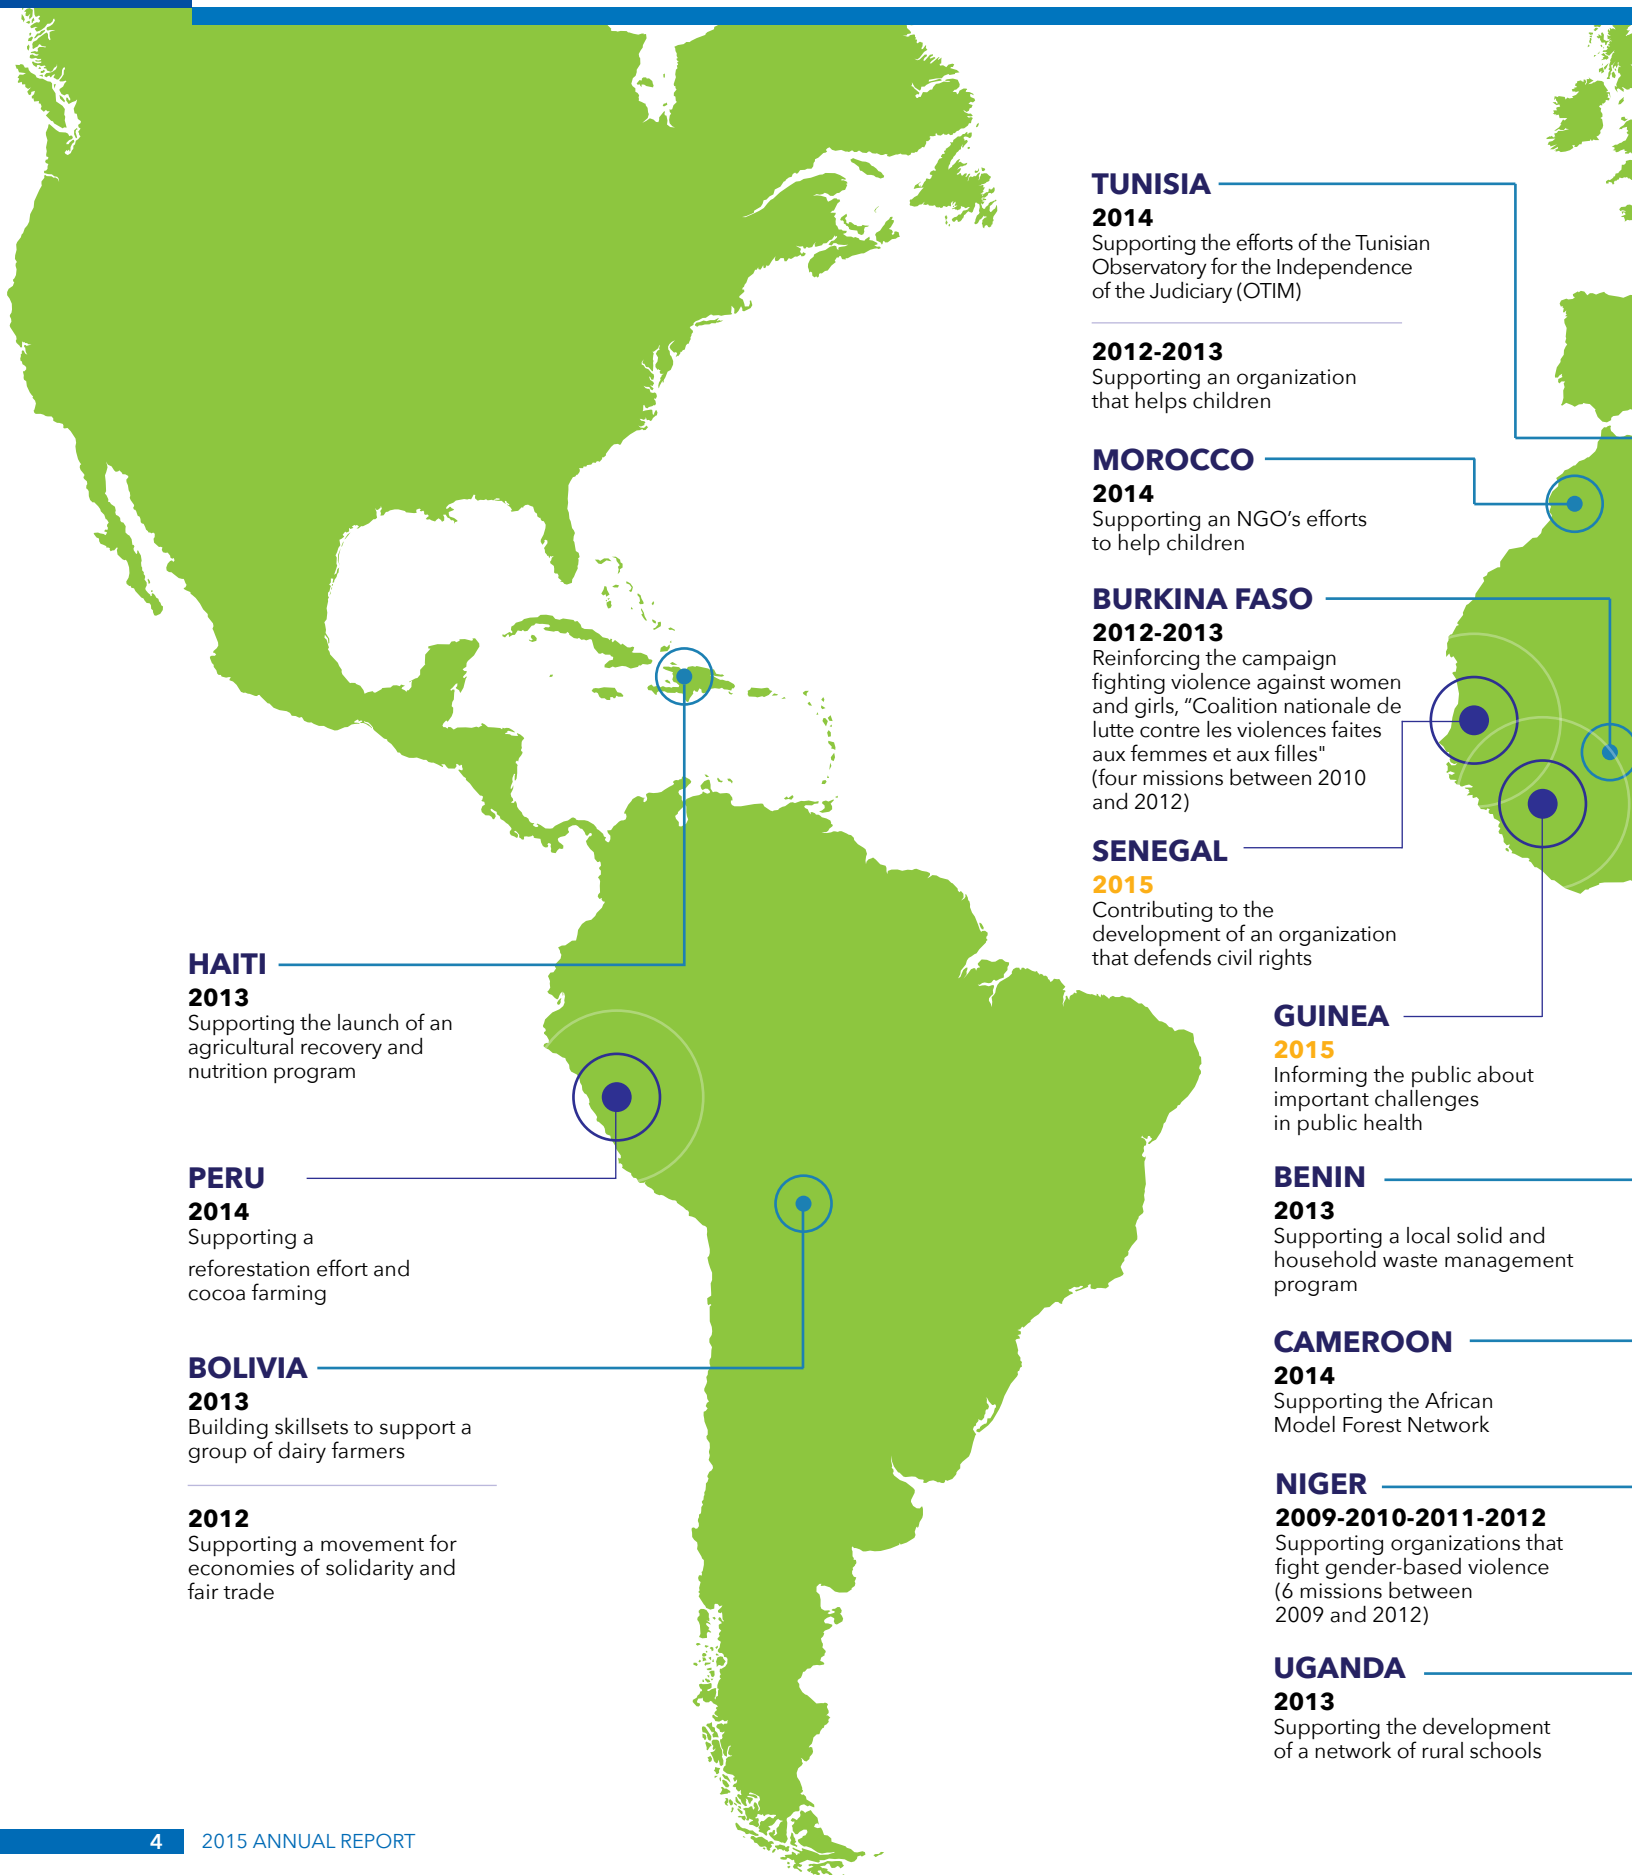 TUNISIA
2014
Supporting the efforts of the Tunisian
Observatory for the Independence
of the Judiciary (OTIM)
2012-2013
Supporting an organization
that helps children
MOROCCO
2014
Supporting an NGO’s efforts
to help children
BURKINA FASO
2012-2013
Reinforcing the campaign
fighting violence against women
and girls, “Coalition nationale de
lutte contre les violences faites
aux femmes et aux filles"
(four missions between 2010
and 2012)
SENEGAL
2015
Contributing to the
development of an organization
that defends civil rights
HAITI
2013
Supporting the launch of an
agricultural recovery and
nutrition program
PERU
2014
Supporting a
reforestation effort and
cocoa farming
BOLIVIA
2013
Building skillsets to support a
group of dairy farmers
2012
Supporting a movement for
economies of solidarity and
fair trade
GUINEA
2015
Informing the public about
important challenges
in public health
BENIN
2013
Supporting a local solid and
household waste management
program
CAMEROON
2014
Supporting the African
Model Forest Network
NIGER
2009-2010-2011-2012
Supporting organizations that
fight gender-based violence
(6 missions between
2009 and 2012)
UGANDA
2013
Supporting the development
of a network of rural schools
4 2015 ANNUAL REPORT